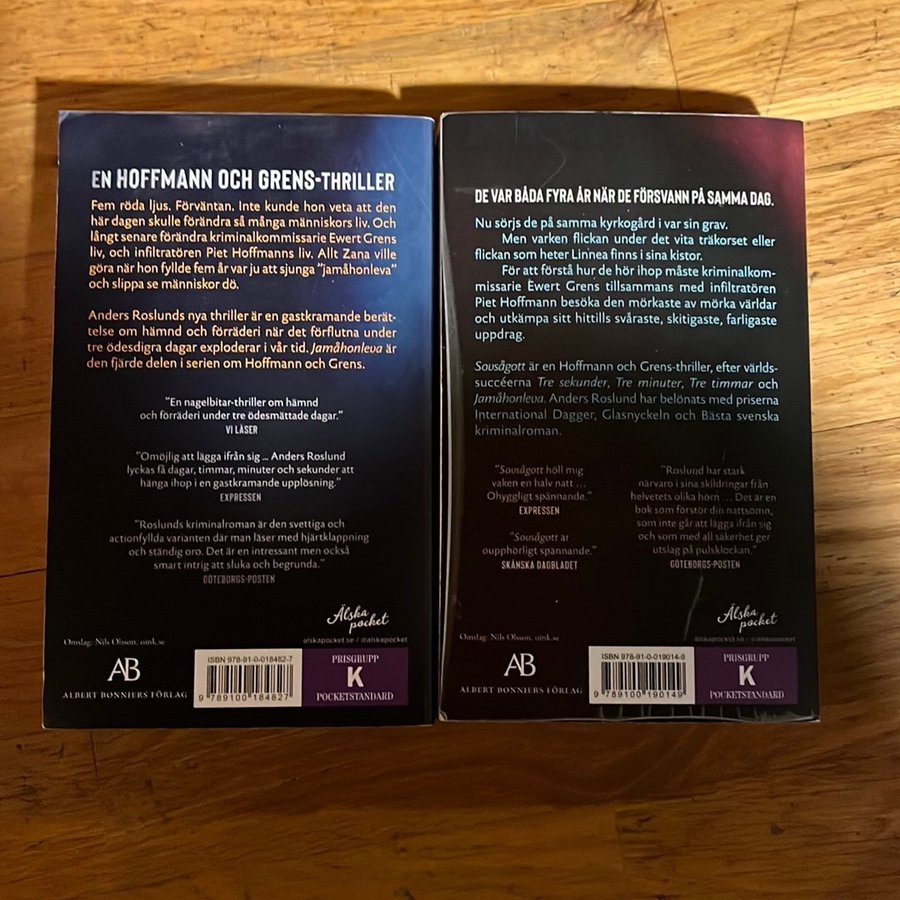 EN HOFFMANN OCH GRENS-THRILLER
Fem röda ljus. Förväntan. Inte kunde hon veta att den
här dagen skulle förändra så många människors liv. Och
långt senare förändra kriminalkommissarie Ewert Grens
liv, och infiltratören Piet Hoffmanns liv. Allt Zana ville
göra när hon fyllde fem år var ju att sjunga "jamåhonleva"
och slippa se människor dö.
Anders Roslunds nya thriller är en gastkramande berät-
telse om hämnd och förräderi när det förflutna under
tre ödesdigra dagar exploderar i vår tid. Jamåhonleva är
den fjärde delen i serien om Hoffmann och Grens.
"En nagelbitar-thriller om hämnd
och förräderi under tre ödesmättade dagar."
VI LÄSER
"Omöjlig att lägga ifrån sig ... Anders Roslund
lyckas få dagar, timmar, minuter och sekunder att
hänga ihop i en gastkramande upplösning."
EXPRESSEN
"Roslunds kriminalroman är den svettiga och
actionfyllda varianten där man läser med hjärtklappning
och ständig oro. Det är en intressant men också
smart intrig att sluka och begrunda."
GÖTEBORGS-POSTEN
Älska
pocket
alskapocket.se / @alskapocket
Omslag: Nils Olsson, oink.se
AB
ALBERT BONNIERS FÖRLAG
ISBN 978-91-0-018482-7
9 789100 184827
PRISGRUPP
K
POCKETSTANDARD
DE VAR BÅDA FYRA ÅR NÄR DE FÖRSVANN PÅ SAMMA DAG.
Nu sörjs de på samma kyrkogård i var sin grav.
Men varken flickan under det vita träkorset eller
flickan som heter Linnea finns i sina kistor.
För att förstå hur de hör ihop måste kriminalkom-
missarie Ewert Grens tillsammans med infiltratören
Piet Hoffmann besöka den mörkaste av mörka världar
och utkämpa sitt hittills svåraste, skitigaste, farligaste
uppdrag.
Sovsågott är en Hoffmann och Grens-thriller, efter världs-
succéerna Tre sekunder, Tre minuter, Tre timmar och
Jamåhonleva. Anders Roslund har belönats med priserna
International Dagger, Glasnyckeln och Bästa svenska
kriminalroman.
"Sovsågott höll mig
vaken en halv natt ...
Ohyggligt spännande."
EXPRESSEN
"Sovsågott är
oupphörligt spännande."
SKÅNSKA DAGBLADET
"Roslund har stark
närvaro i sina skildringar från
helvetets olika hörn ... Det är en
bok som förstör din nattsömn,
som inte går att lägga ifrån sig
och som med all säkerhet ger
utslag på pulsklockan."
GÖTEBORGS-POSTEN
Älska
pocket
Omslag: Nils Olsson, oink.se
AB
ALBERT BONNIERS FÖRLAG
ISBN 978-91-0-019014-9
9 789100 190149
PRISGRUPP
K
POCKETSTANDARD